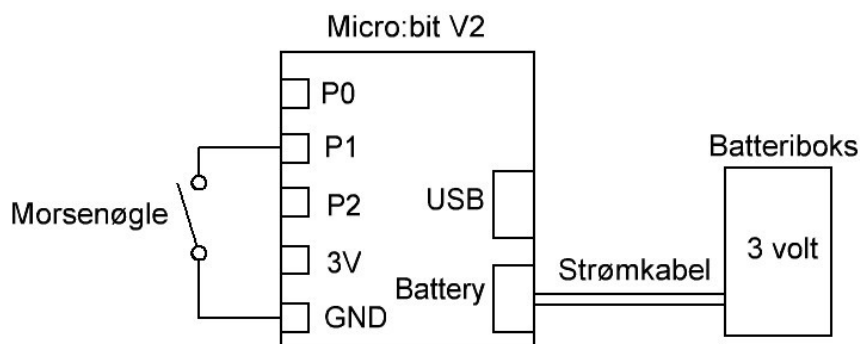 Micro:bit V2
P0
P1
Batteriboks
Morsenøgle
P2
USB
3V
Battery
Strømkabel
3 volt
GND